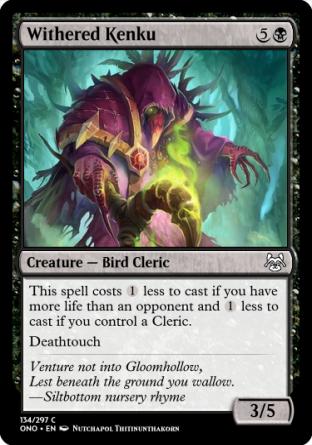 Withered Kenku 5
Creature — Bird Cleric
This spell costs 1 less to cast if you have
more life than an opponent and 1 less to
cast if you control a Cleric.
Deathtouch
Venture not into Gloomhollow,
Lest beneath the ground you wallow.
—Siltbottom nursery rhyme
3/5
134/297 C
ONO • EN Nutchapol Thitinunthakorn